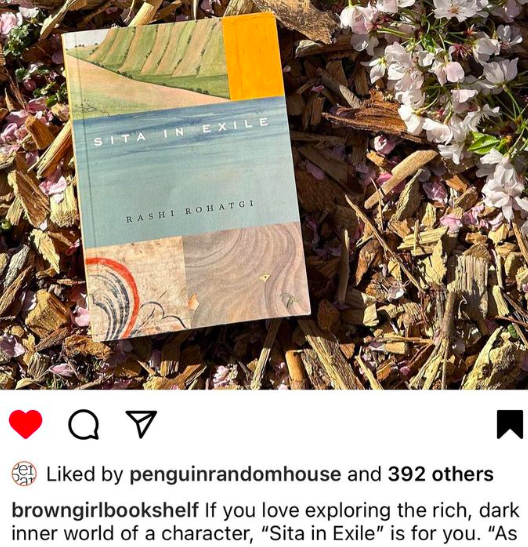 SITA IN EXILE
RASHI ROHATGI
Liked by penguinrandomhouse and 392 others
browngirlbookshelf If you love exploring the rich, dark
inner world of a character, “Sita in Exile” is for you. “As